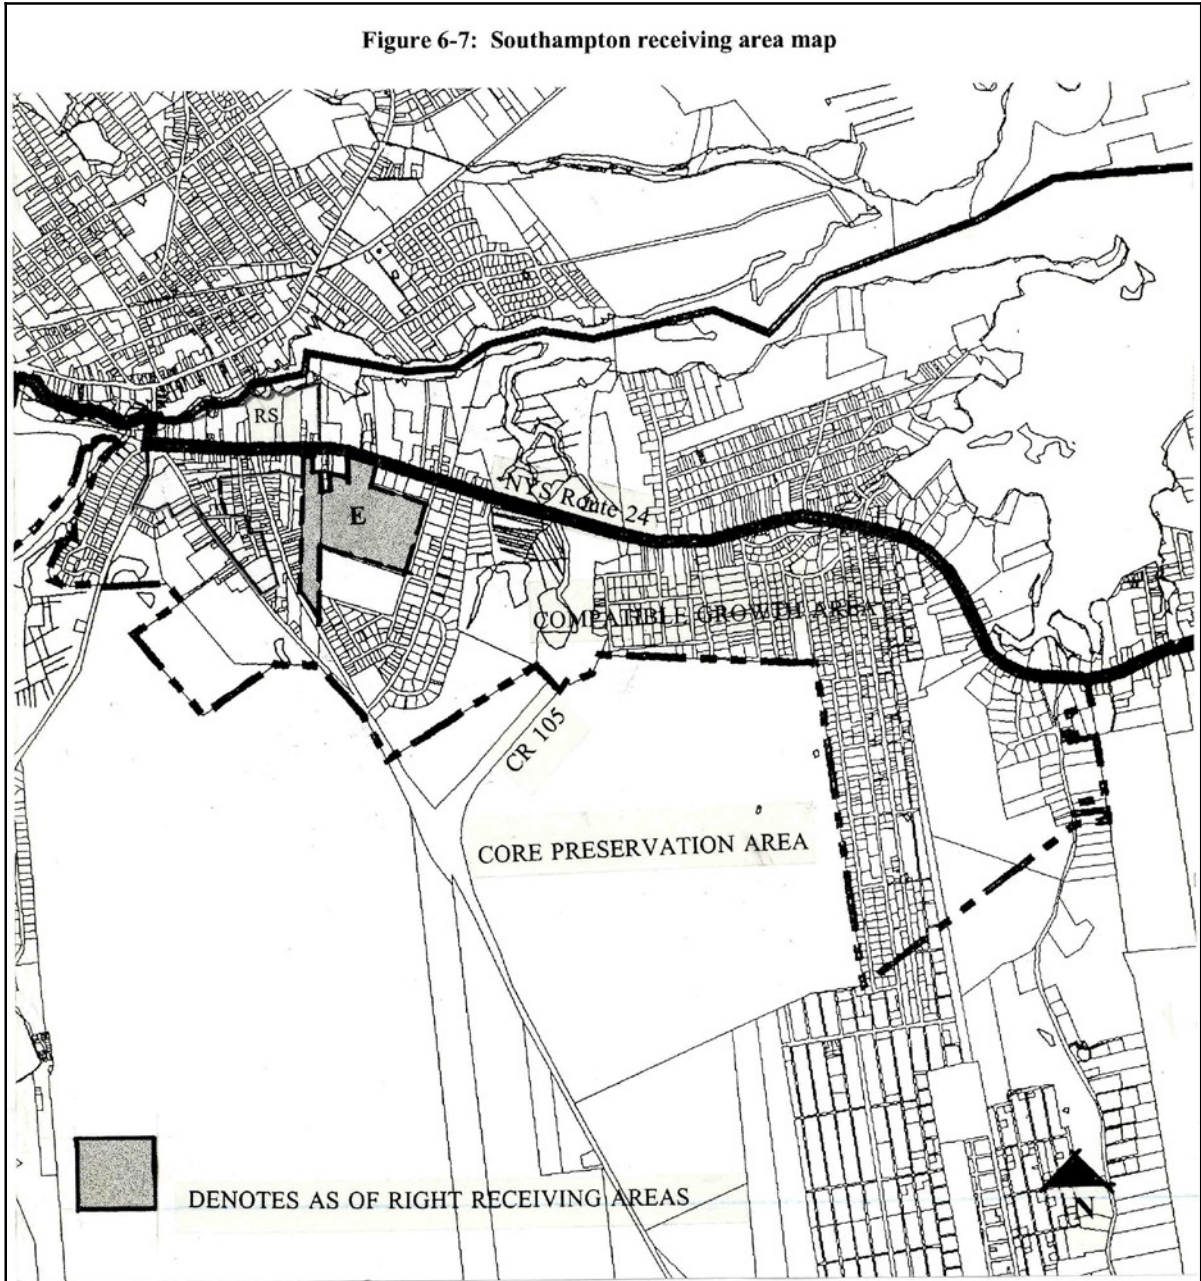 Figure 6-7: Southampton receiving area map
RS
E
NYS Route 24
COMPATIBLE GROWTH AREA
CR 105
CORE PRESERVATION AREA
DENOTES AS OF RIGHT RECEIVING AREAS
N